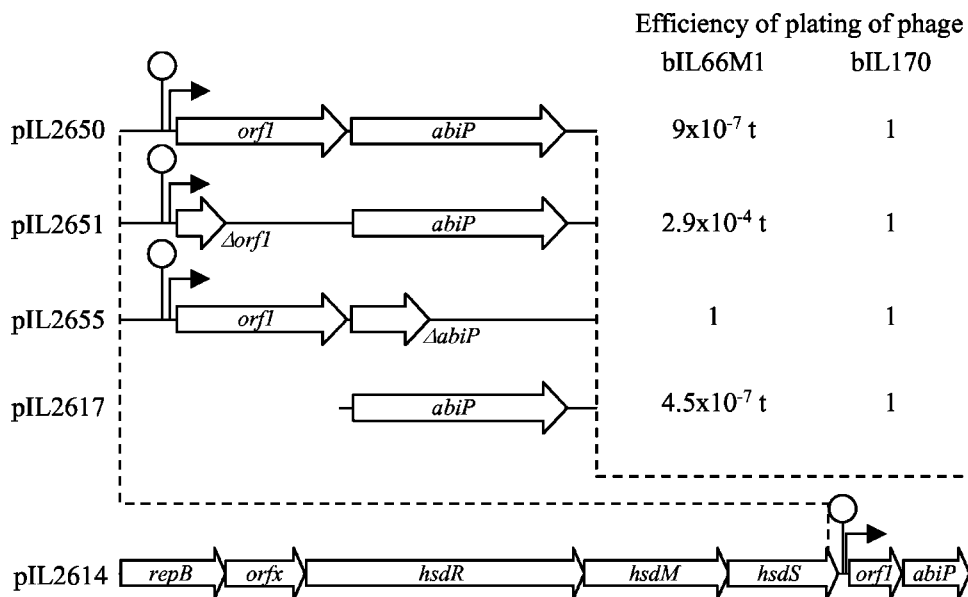 Efficiency of plating of phage
bIL66M1 bIL170
pIL2650 orf1 abiP 9x10⁻⁷ t 1
pIL2651 Δorf1 abiP 2.9x10⁻⁴ t 1
pIL2655 orf1 ΔabiP 1 1
pIL2617 abiP 4.5x10⁻⁷ t 1
pIL2614 repB orfx hsdR hsdM hsdS orf1 abiP